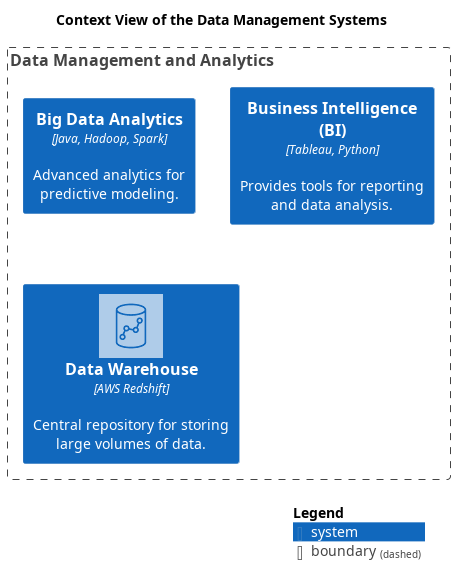 Context View of the Data Management Systems
Data Management and Analytics
Big Data Analytics
[Java, Hadoop, Spark]
Advanced analytics for
predictive modeling.
Business Intelligence
(BI)
[Tableau, Python]
Provides tools for reporting
and data analysis.
Data Warehouse
[AWS Redshift]
Central repository for storing
large volumes of data.
Legend
system
boundary (dashed)